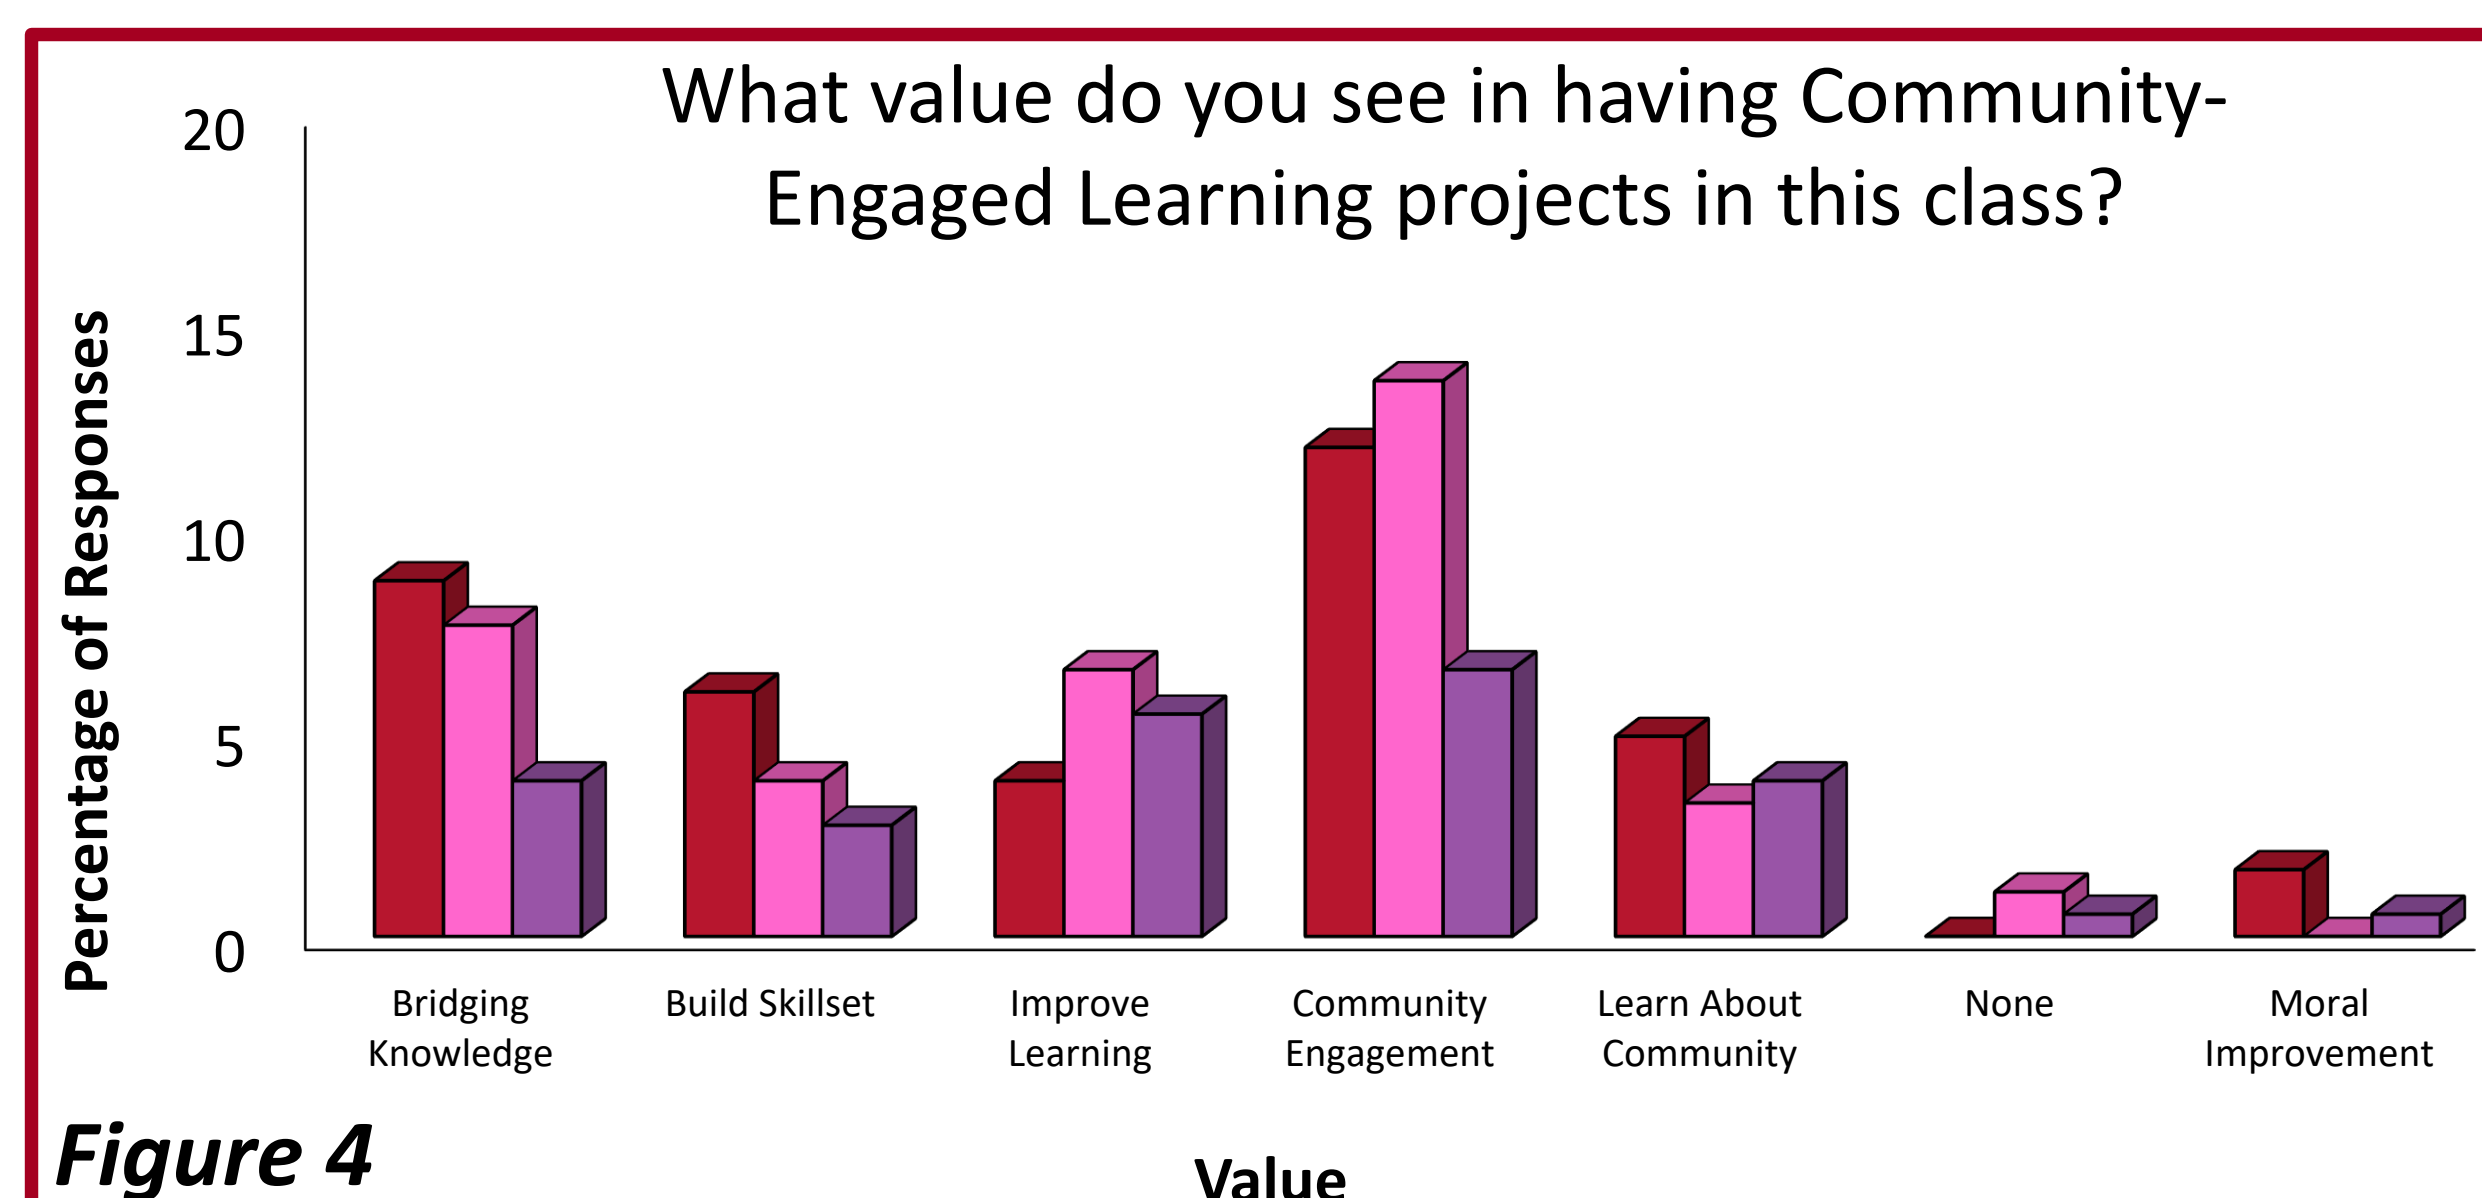 What value do you see in having Community-
Engaged Learning projects in this class?
Percentage of Responses
20
15
10
5
0
Bridging
Knowledge
Build Skillset
Improve
Learning
Community
Engagement
Learn About
Community
None
Moral
Improvement
Figure 4
Value